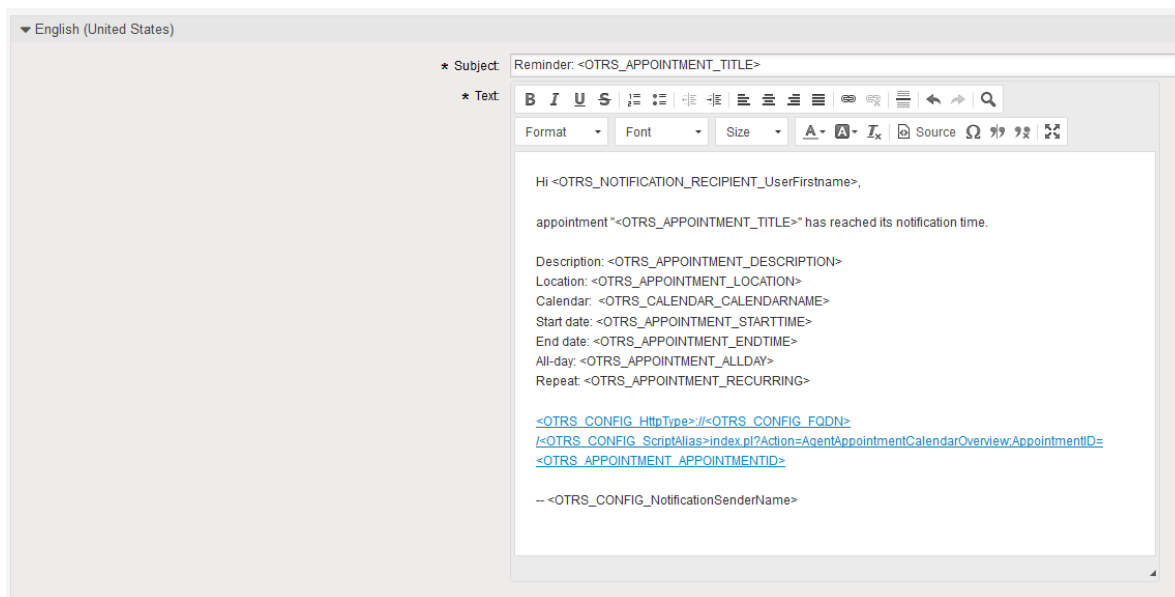 English (United States)
* Subject: Reminder: <OTRS_APPOINTMENT_TITLE>
* Text:
B I U S
Format Font Size A A Tx Source Ω
Hi <OTRS_NOTIFICATION_RECIPIENT_UserFirstname>,
appointment "<OTRS_APPOINTMENT_TITLE>" has reached its notification time.
Description: <OTRS_APPOINTMENT_DESCRIPTION>
Location: <OTRS_APPOINTMENT_LOCATION>
Calendar: <OTRS_CALENDAR_CALENDARNAME>
Start date: <OTRS_APPOINTMENT_STARTTIME>
End date: <OTRS_APPOINTMENT_ENDTIME>
All-day: <OTRS_APPOINTMENT_ALLDAY>
Repeat: <OTRS_APPOINTMENT_RECURRING>
<OTRS_CONFIG_HttpType>://<OTRS_CONFIG_FQDN>
/<OTRS_CONFIG_ScriptAlias>index.pl?Action=AgentAppointmentCalendarOverview;AppointmentID=
<OTRS_APPOINTMENT_APPOINTMENTID>
-- <OTRS_CONFIG_NotificationSenderName>